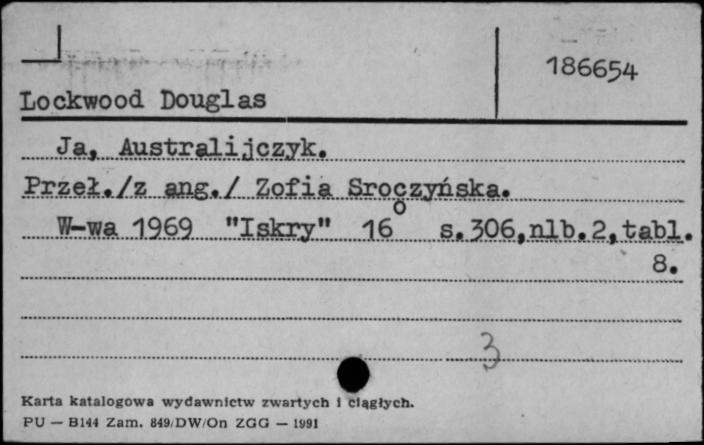 186654
Lockwood Douglas
Ja, Australijczyk.
Przeł./z ang./ Zofia Sroczyńska.
W-wa 1969 "Iskry" 16° s.306,nlb.2,tabl.
8.
3
Karta katalogowa wydawnictw zwartych i ciągłych.
PU — B144 Zam. 849/DW/On ZGG — 1991